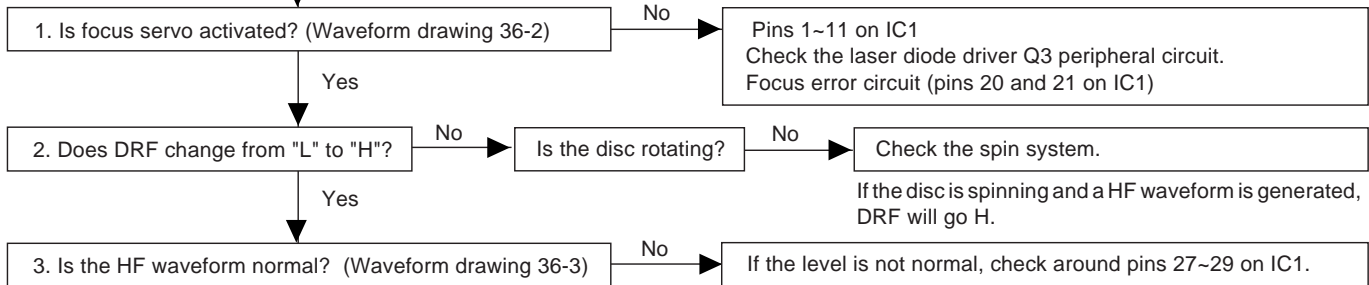 1. Is focus servo activated? (Waveform drawing 36-2)
No
Pins 1~11 on IC1
Check the laser diode driver Q3 peripheral circuit.
Focus error circuit (pins 20 and 21 on IC1)
Yes
2. Does DRF change from "L" to "H"?
No
Is the disc rotating?
No
Check the spin system.
If the disc is spinning and a HF waveform is generated,
DRF will go H.
Yes
3. Is the HF waveform normal? (Waveform drawing 36-3)
No
If the level is not normal, check around pins 27~29 on IC1.